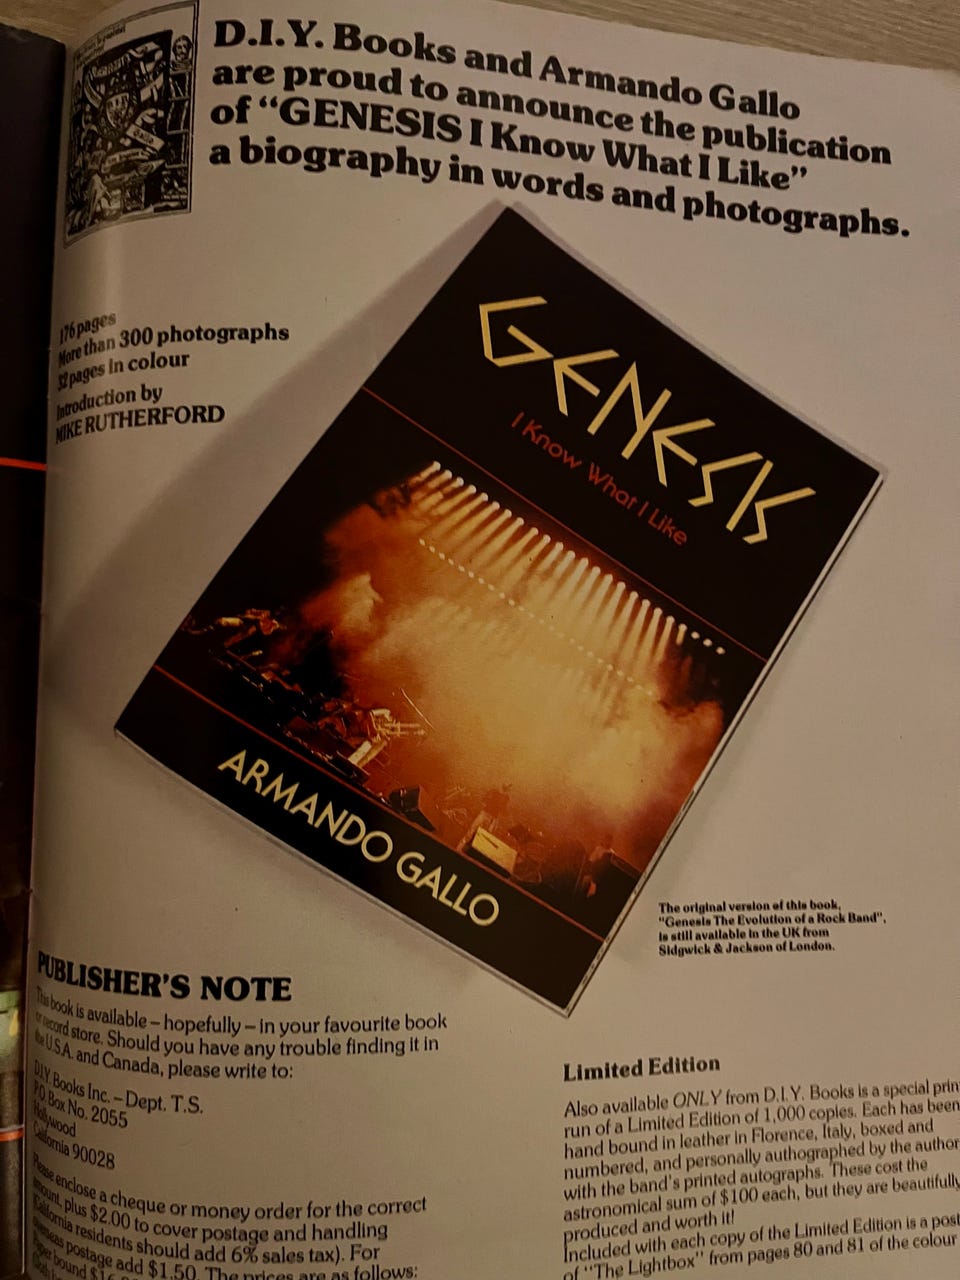 D.I.Y. Books and Armando Gallo
are proud to announce the publication
of “GENESIS I Know What I Like”
a biography in words and photographs.
176 pages
More than 300 photographs
32 pages in colour
Introduction by
MIKE RUTHERFORD
GENESIS
I Know What I Like
ARMANDO GALLO
The original version of this book,
"Genesis The Evolution of a Rock Band",
is still available in the UK from
Sidgwick & Jackson of London.
PUBLISHER'S NOTE
This book is available – hopefully – in your favourite book
or record store. Should you have any trouble finding it in
the U.S.A. and Canada, please write to:
D.I.Y. Books Inc. – Dept. T.S.
P.O. Box No. 2055
Hollywood
California 90028
Please enclose a cheque or money order for the correct
amount, plus $2.00 to cover postage and handling
(California residents should add 6% sales tax). For
overseas postage add $1.50. The prices are as follows:
Paper bound
Limited Edition
Also available ONLY from D.I.Y. Books is a special print
run of a Limited Edition of 1,000 copies. Each has been
hand bound in leather in Florence, Italy, boxed and
numbered, and personally authographed by the author
with the band's printed autographs. These cost the
astronomical sum of $100 each, but they are beautifully
produced and worth it!
Included with each copy of the Limited Edition is a post
of "The Lightbox" from pages 80 and 81 of the colour